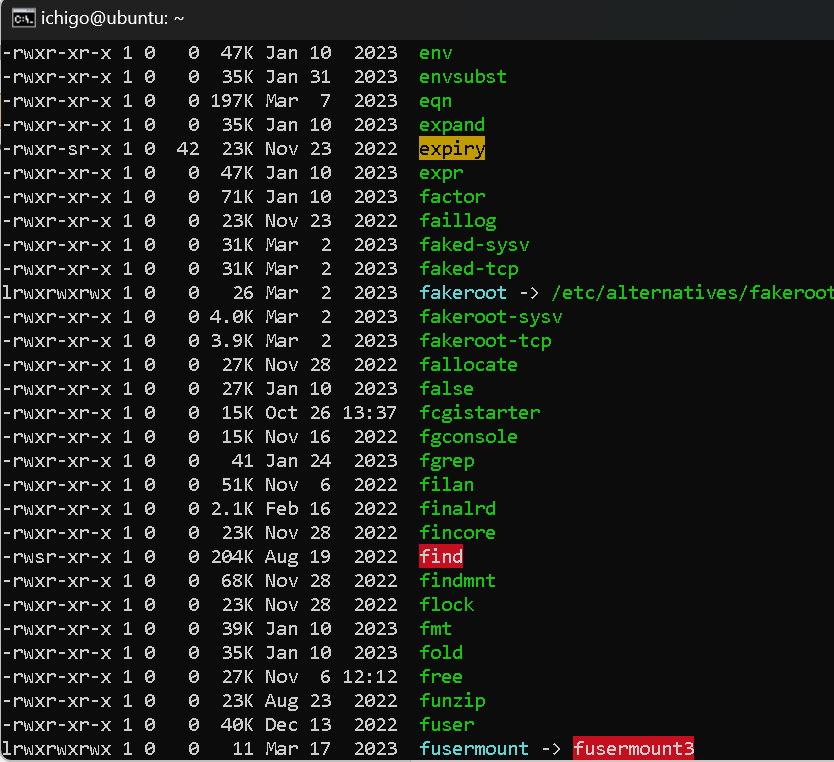 ichigo@ubuntu: ~
-rwxr-xr-x 1 0 0 47K Jan 10 2023 env
-rwxr-xr-x 1 0 0 35K Jan 31 2023 envsubst
-rwxr-xr-x 1 0 0 197K Mar 7 2023 eqn
-rwxr-xr-x 1 0 0 35K Jan 10 2023 expand
-rwxr-sr-x 1 0 42 23K Nov 23 2022 expiry
-rwxr-xr-x 1 0 0 47K Jan 10 2023 expr
-rwxr-xr-x 1 0 0 71K Jan 10 2023 factor
-rwxr-xr-x 1 0 0 23K Nov 23 2022 faillog
-rwxr-xr-x 1 0 0 31K Mar 2 2023 faked-sysv
-rwxr-xr-x 1 0 0 31K Mar 2 2023 faked-tcp
lrwxrwxrwx 1 0 0 26 Mar 2 2023 fakeroot -> /etc/alternatives/fakeroot
-rwxr-xr-x 1 0 0 4.0K Mar 2 2023 fakeroot-sysv
-rwxr-xr-x 1 0 0 3.9K Mar 2 2023 fakeroot-tcp
-rwxr-xr-x 1 0 0 27K Nov 28 2022 fallocate
-rwxr-xr-x 1 0 0 27K Jan 10 2023 false
-rwxr-xr-x 1 0 0 15K Oct 26 13:37 fcgistarter
-rwxr-xr-x 1 0 0 15K Nov 16 2022 fgconsole
-rwxr-xr-x 1 0 0 41 Jan 24 2023 fgrep
-rwxr-xr-x 1 0 0 51K Nov 6 2022 filan
-rwxr-xr-x 1 0 0 2.1K Feb 16 2022 finalrd
-rwxr-xr-x 1 0 0 23K Nov 28 2022 fincore
-rwsr-xr-x 1 0 0 204K Aug 19 2022 find
-rwxr-xr-x 1 0 0 68K Nov 28 2022 findmnt
-rwxr-xr-x 1 0 0 23K Nov 28 2022 flock
-rwxr-xr-x 1 0 0 39K Jan 10 2023 fmt
-rwxr-xr-x 1 0 0 35K Jan 10 2023 fold
-rwxr-xr-x 1 0 0 27K Nov 6 12:12 free
-rwxr-xr-x 1 0 0 23K Aug 23 2022 funzip
-rwxr-xr-x 1 0 0 40K Dec 13 2022 fuser
lrwxrwxrwx 1 0 0 11 Mar 17 2023 fusermount -> fusermount3